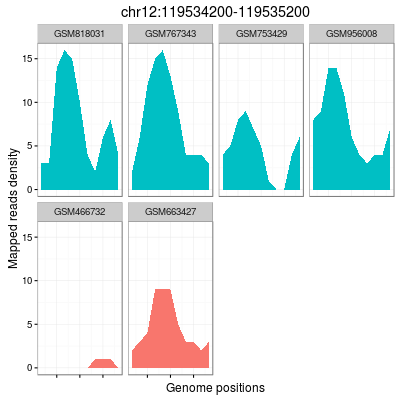 chr12:119534200-119535200
GSM818031 GSM767343 GSM753429 GSM956008
15
10
5
0
GSM466732 GSM663427
15
10
5
0
Mapped reads density
Genome positions